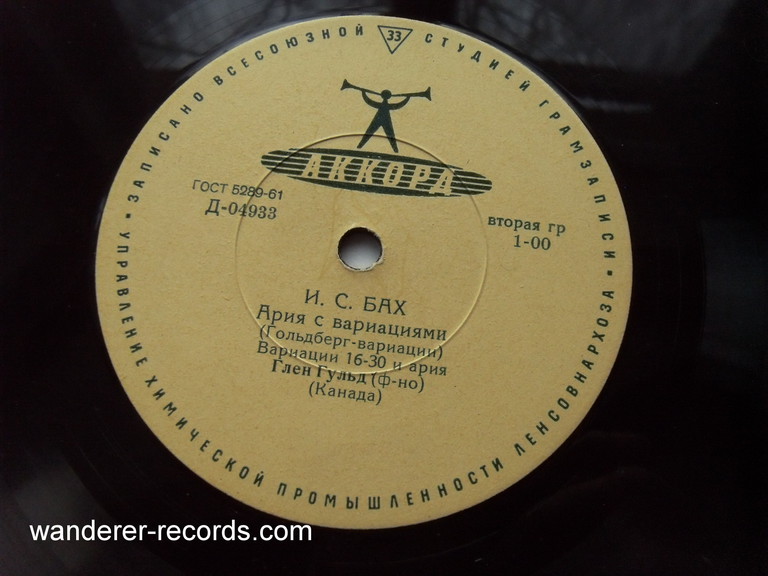 ЗАПИСАНО ВСЕСОЮЗНОЙ 33 СТУДИЕЙ ГРАМЗАПИСИ
УПРАВЛЕНИЕ ХИМИЧЕСКОЙ ПРОМЫШЛЕННОСТИ ЛЕНСОВНАРХОЗА
АККОРД
ГОСТ 5289-61
Д-04933
вторая гр
1-00
И. С. БАХ
Ария с вариациями
(Гольдберг-вариации)
Вариации 16-30 и ария
Глен Гульд (ф-но)
(Канада)
wanderer-records.com